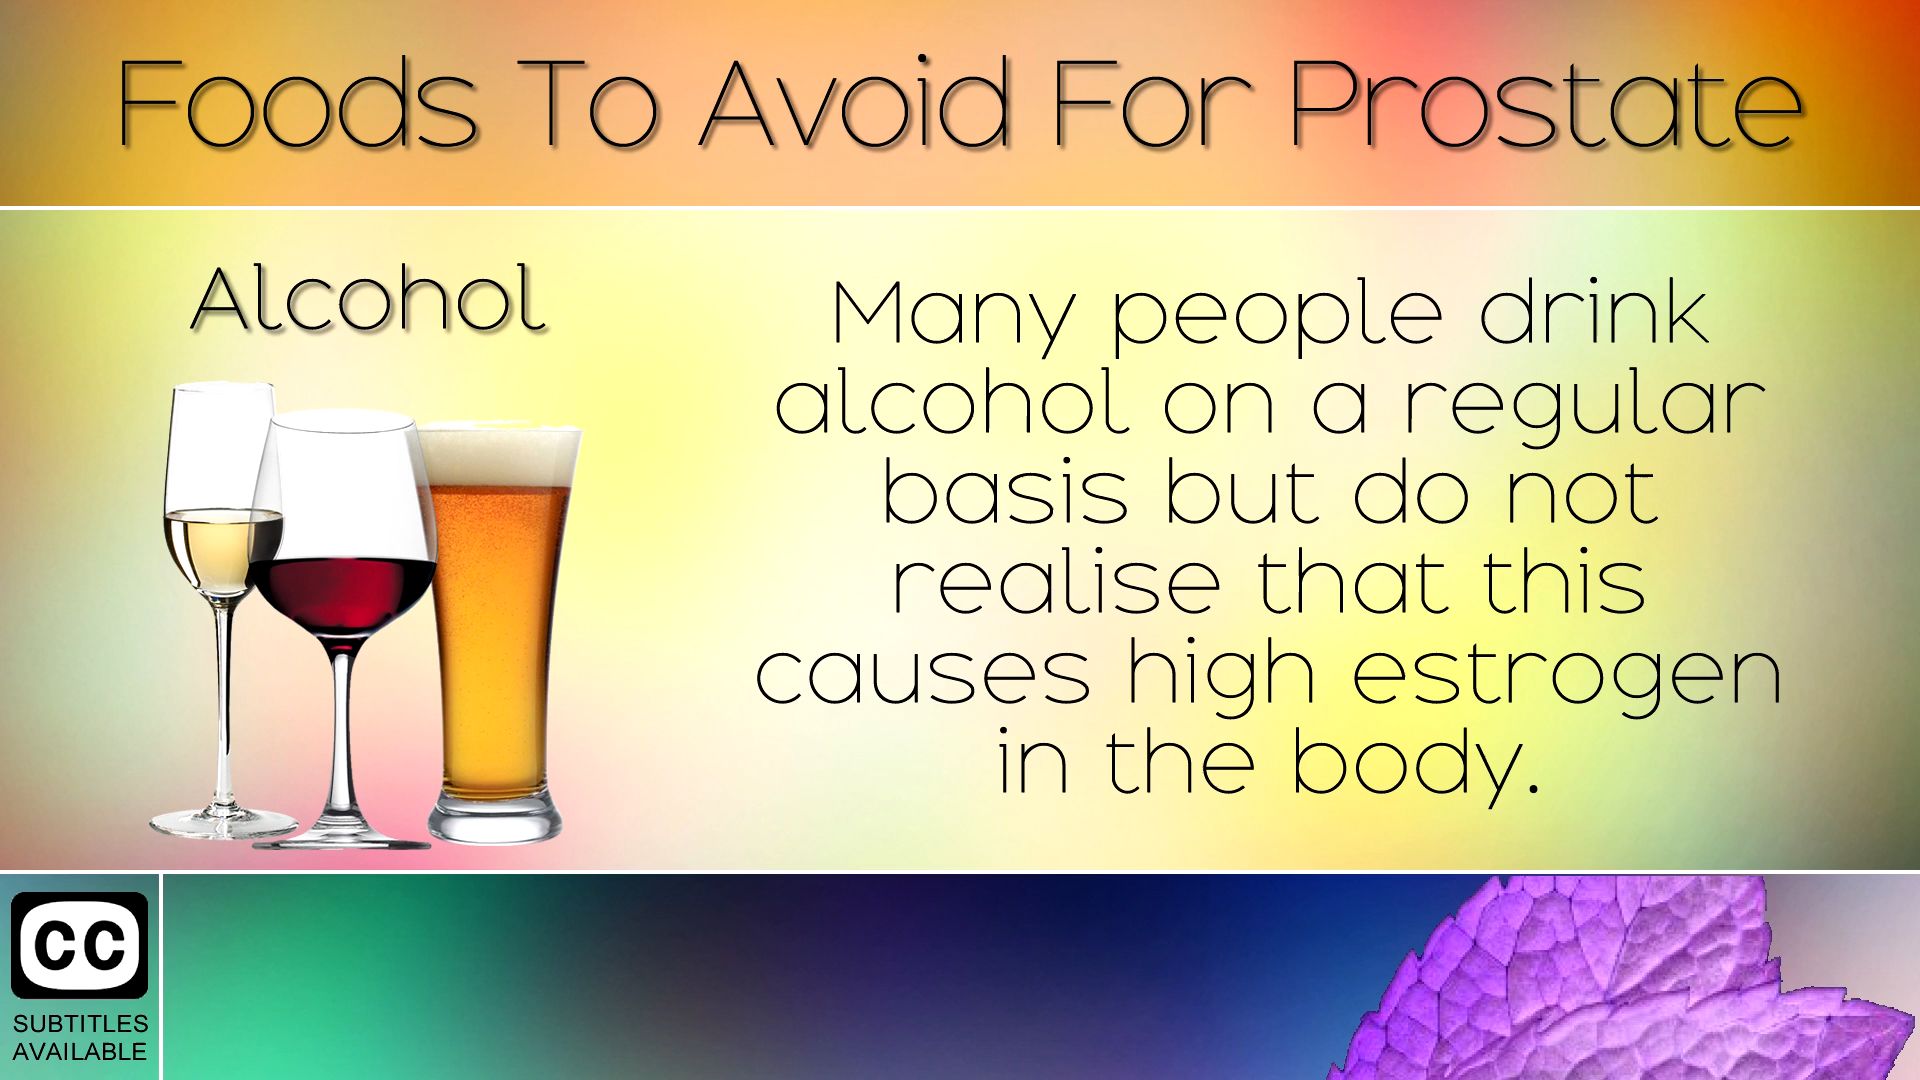 Foods To Avoid For Prostate
Alcohol
Many people drink
alcohol on a regular
basis but do not
realise that this
causes high estrogen
in the body.
CC
SUBTITLES
AVAILABLE